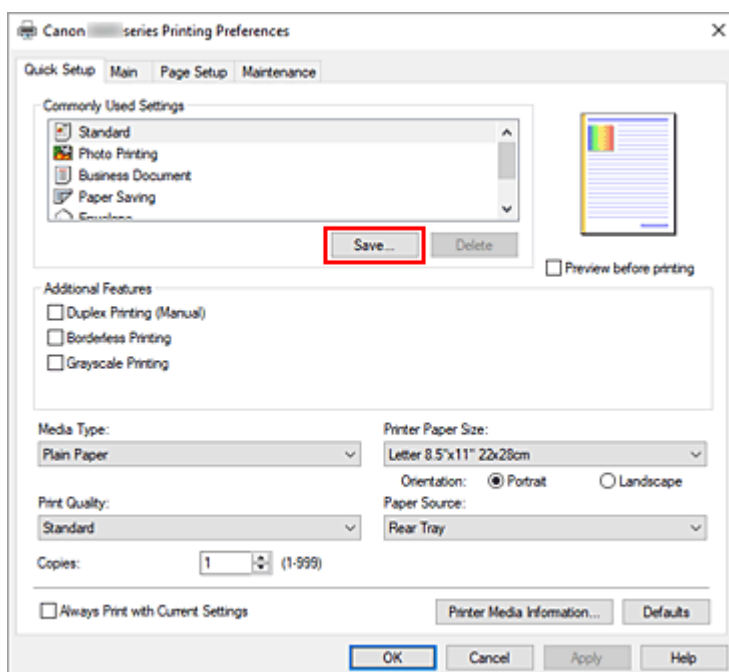 Canon series Printing Preferences
Quick Setup Main Page Setup Maintenance
Commonly Used Settings
Standard
Photo Printing
Business Document
Paper Saving
Envelope
Save... Delete
Preview before printing
Additional Features
Duplex Printing (Manual)
Borderless Printing
Grayscale Printing
Media Type: Printer Paper Size:
Plain Paper Letter 8.5"x11" 22x28cm
Orientation: Portrait Landscape
Print Quality: Paper Source:
Standard Rear Tray
Copies: 1 (1-999)
Always Print with Current Settings Printer Media Information... Defaults
OK Cancel Apply Help